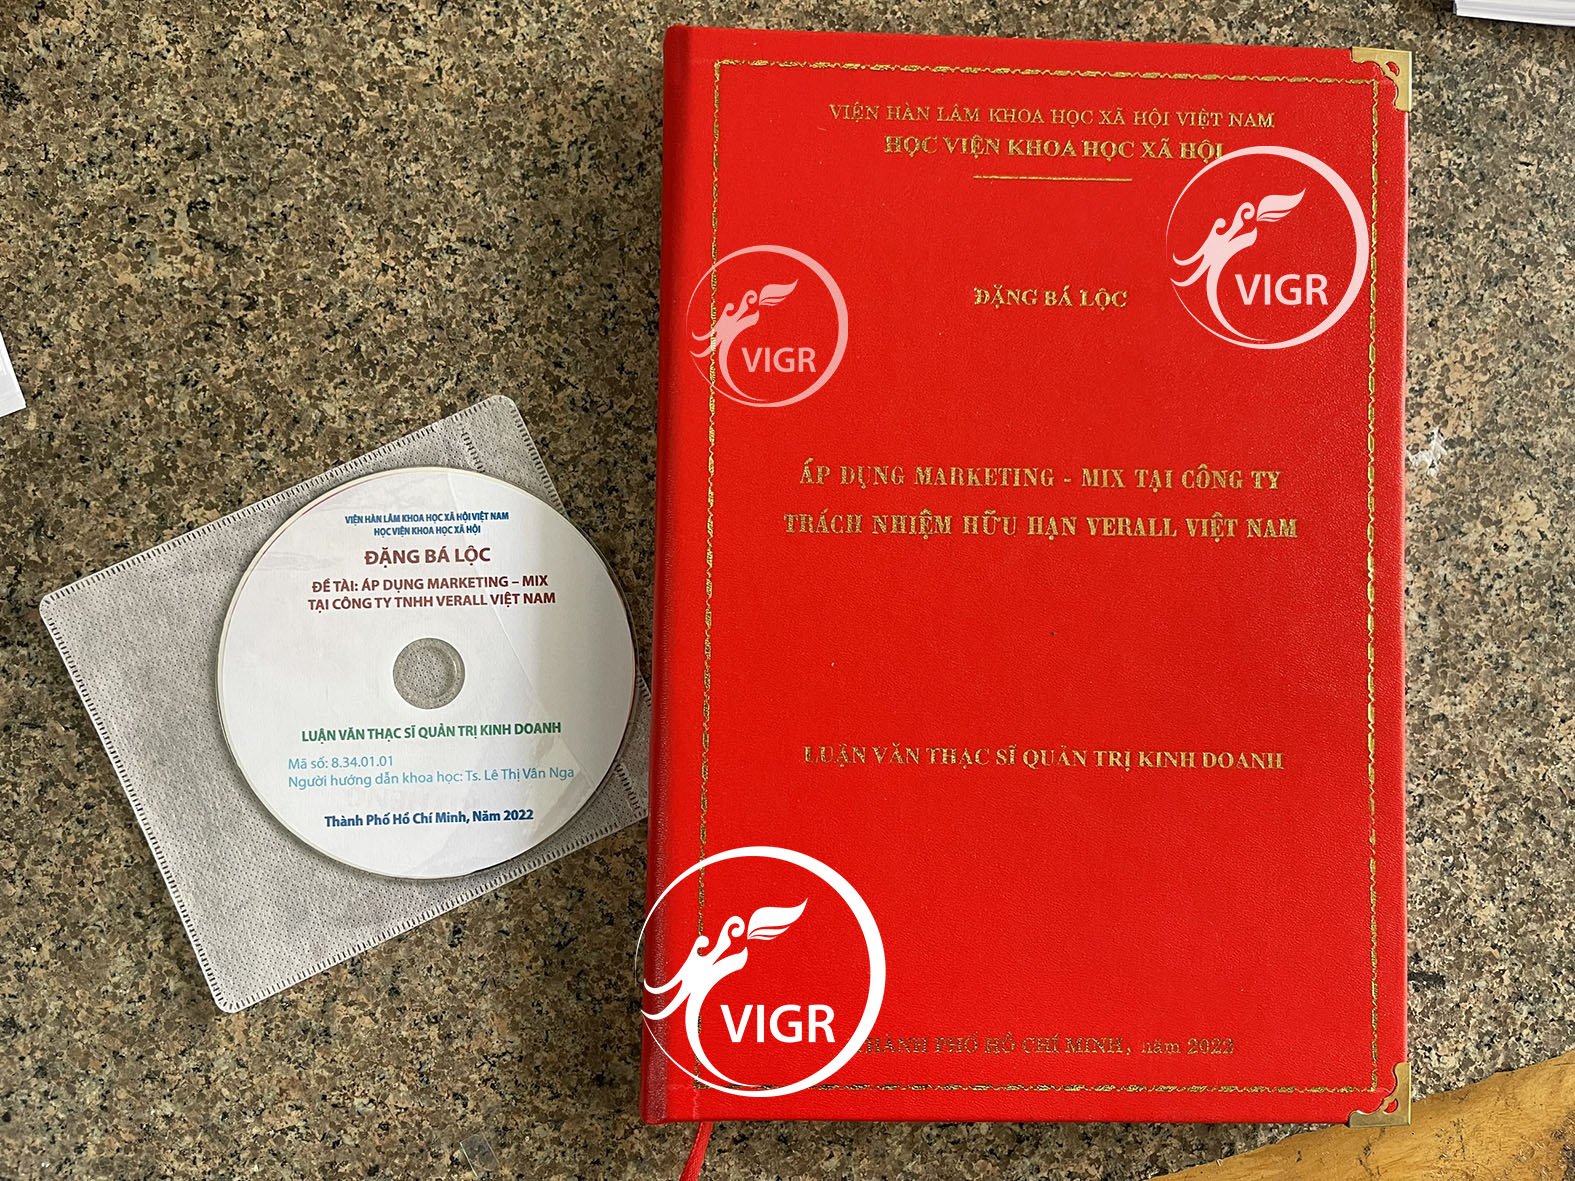 VIỆN HÀN LÂM KHOA HỌC XÃ HỘI VIỆT NAM
HỌC VIỆN KHOA HỌC XÃ HỘI
ĐẶNG BÁ LỘC
ĐỀ TÀI: ÁP DỤNG MARKETING – MIX
TẠI CÔNG TY TNHH VERALL VIỆT NAM
LUẬN VĂN THẠC SĨ QUẢN TRỊ KINH DOANH
Mã số: 8.34.01.01
Người hướng dẫn khoa học: Ts. Lê Thị Vân Nga
Thành Phố Hồ Chí Minh, Năm 2022
VIỆN HÀN LÂM KHOA HỌC XÃ HỘI VIỆT NAM
HỌC VIỆN KHOA HỌC XÃ HỘI
VIGR
ĐẶNG BÁ LỘC
VIGR
ÁP DỤNG MARKETING - MIX TẠI CÔNG TY
TRÁCH NHIỆM HỮU HẠN VERALL VIỆT NAM
LUẬN VĂN THẠC SĨ QUẢN TRỊ KINH DOANH
VIGR
THÀNH PHỐ HỒ CHÍ MINH, năm 2022